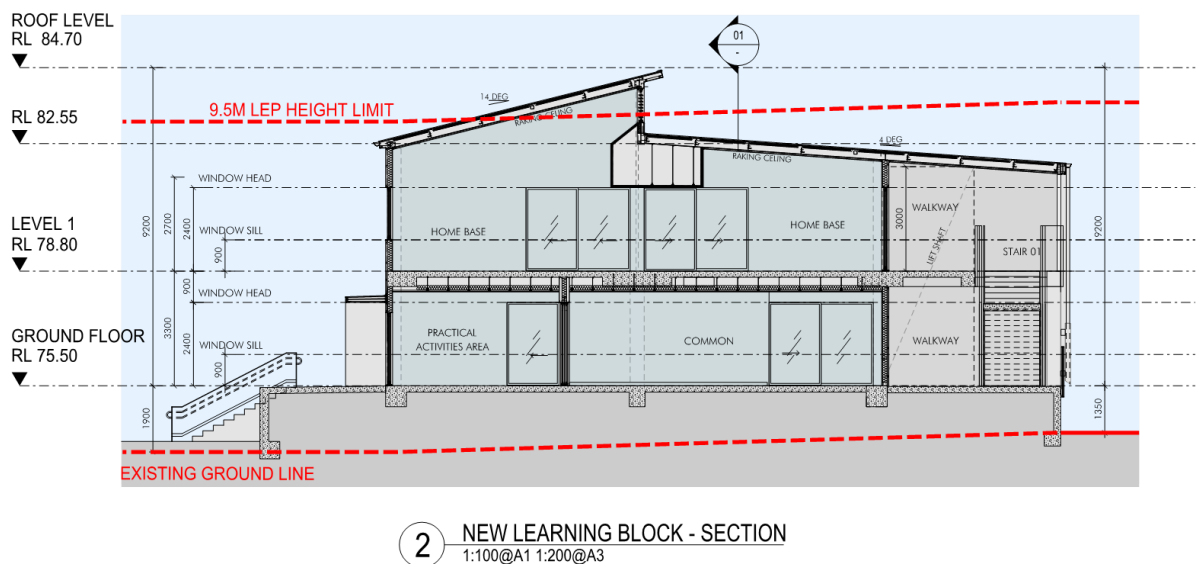 ROOF LEVEL
RL 84.70
01
-
14 DEG
9.5M LEP HEIGHT LIMIT
RAKING CEILING
RL 82.55
4 DEG
RAKING CELING
WINDOW HEAD
WALKWAY
3000
9200
2700
2400
LEVEL 1
RL 78.80
WINDOW SILL
HOME BASE
HOME BASE
LIFT SHAFT
9200
900
STAIR 01
900
WINDOW HEAD
GROUND FLOOR
RL 75.50
3300
2400
PRACTICAL
ACTIVITIES AREA
COMMON
WALKWAY
WINDOW SILL
900
1900
1350
EXISTING GROUND LINE
2
NEW LEARNING BLOCK - SECTION
1:100@A1 1:200@A3